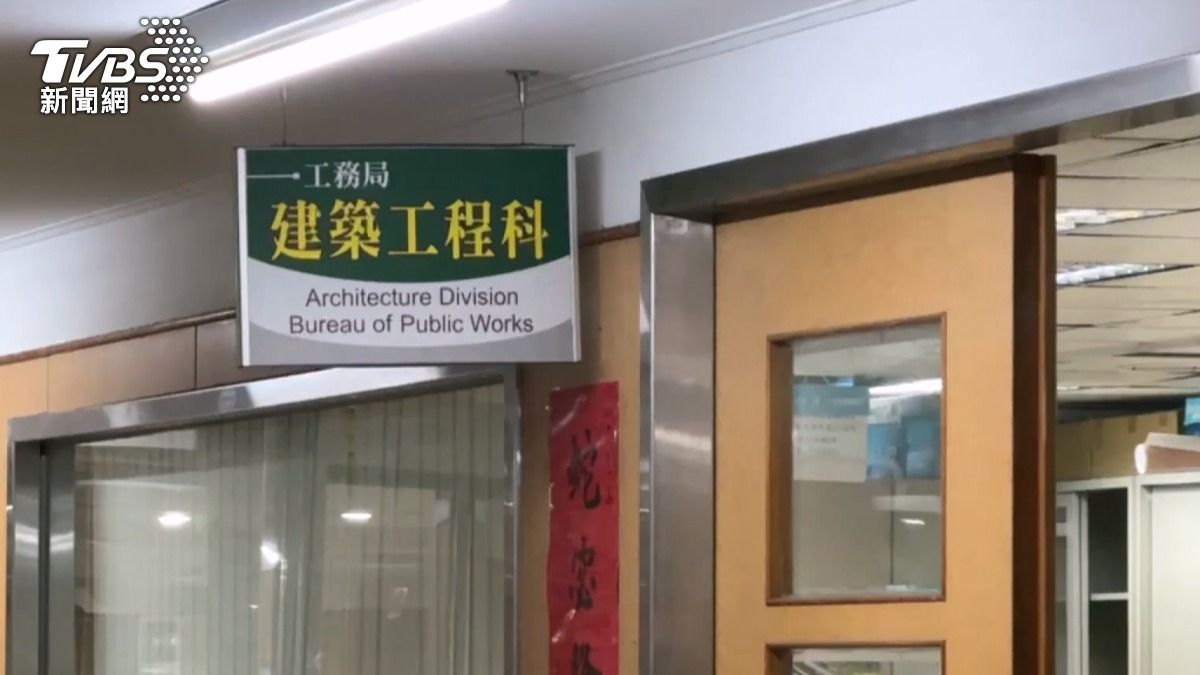 TVBS
新聞網
工務局
建築工程科
Architecture Division
Bureau of Public Works
蛇